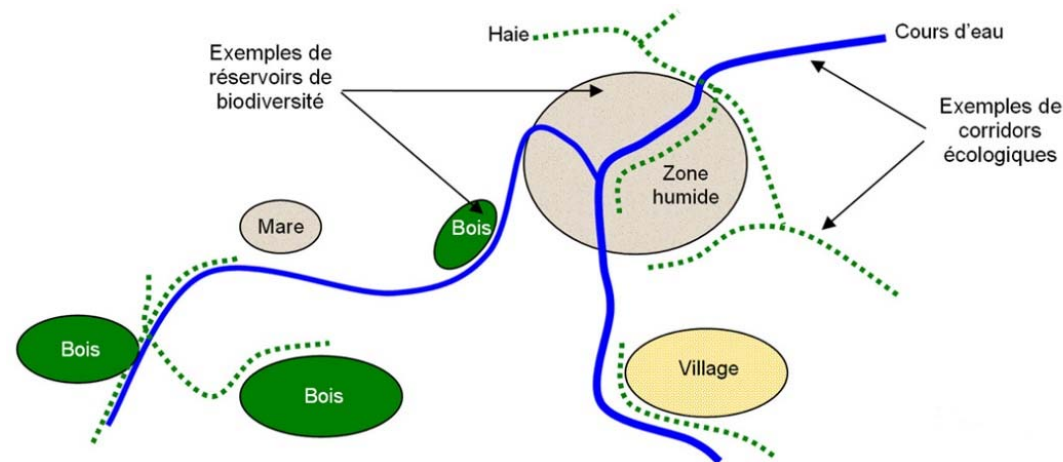 Haie
Cours d'eau
Exemples de
réservoirs de
biodiversité
Exemples de
corridors
écologiques
Zone
humide
Mare
Bois
Bois
Bois
Village